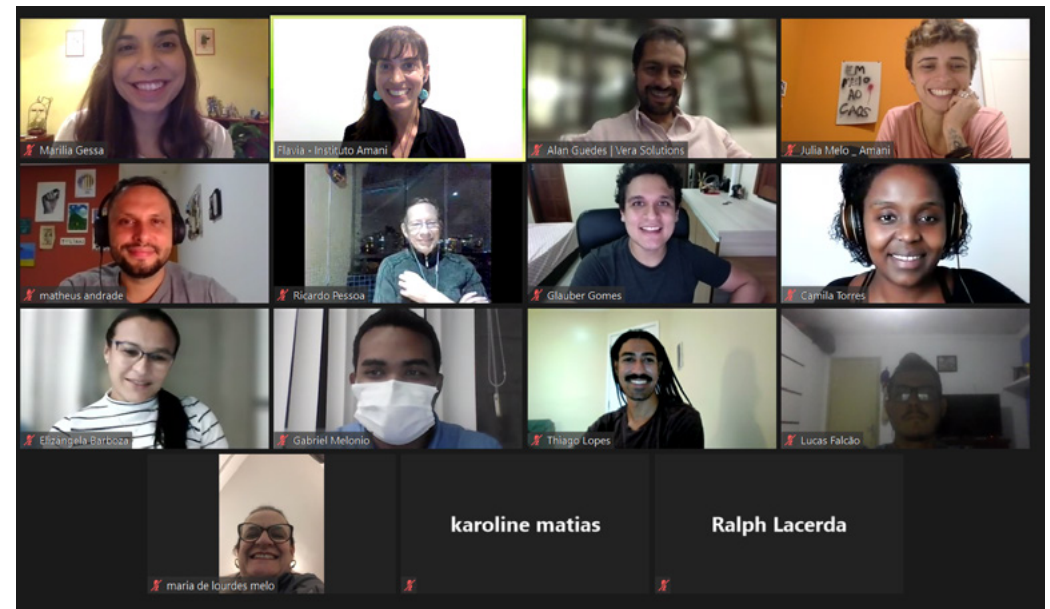 Marilia Gessa
Flavia - Instituto Amani
Alan Guedes | Vera Solutions
Julia Melo _ Amani
EM
AO
CAOS
matheus andrade
Ricardo Pessoa
Glauber Gomes
Camila Torres
Elizangela Barboza
Gabriel Melonio
Thiago Lopes
Lucas Falcão
maria de lourdes melo
karoline matias
Ralph Lacerda